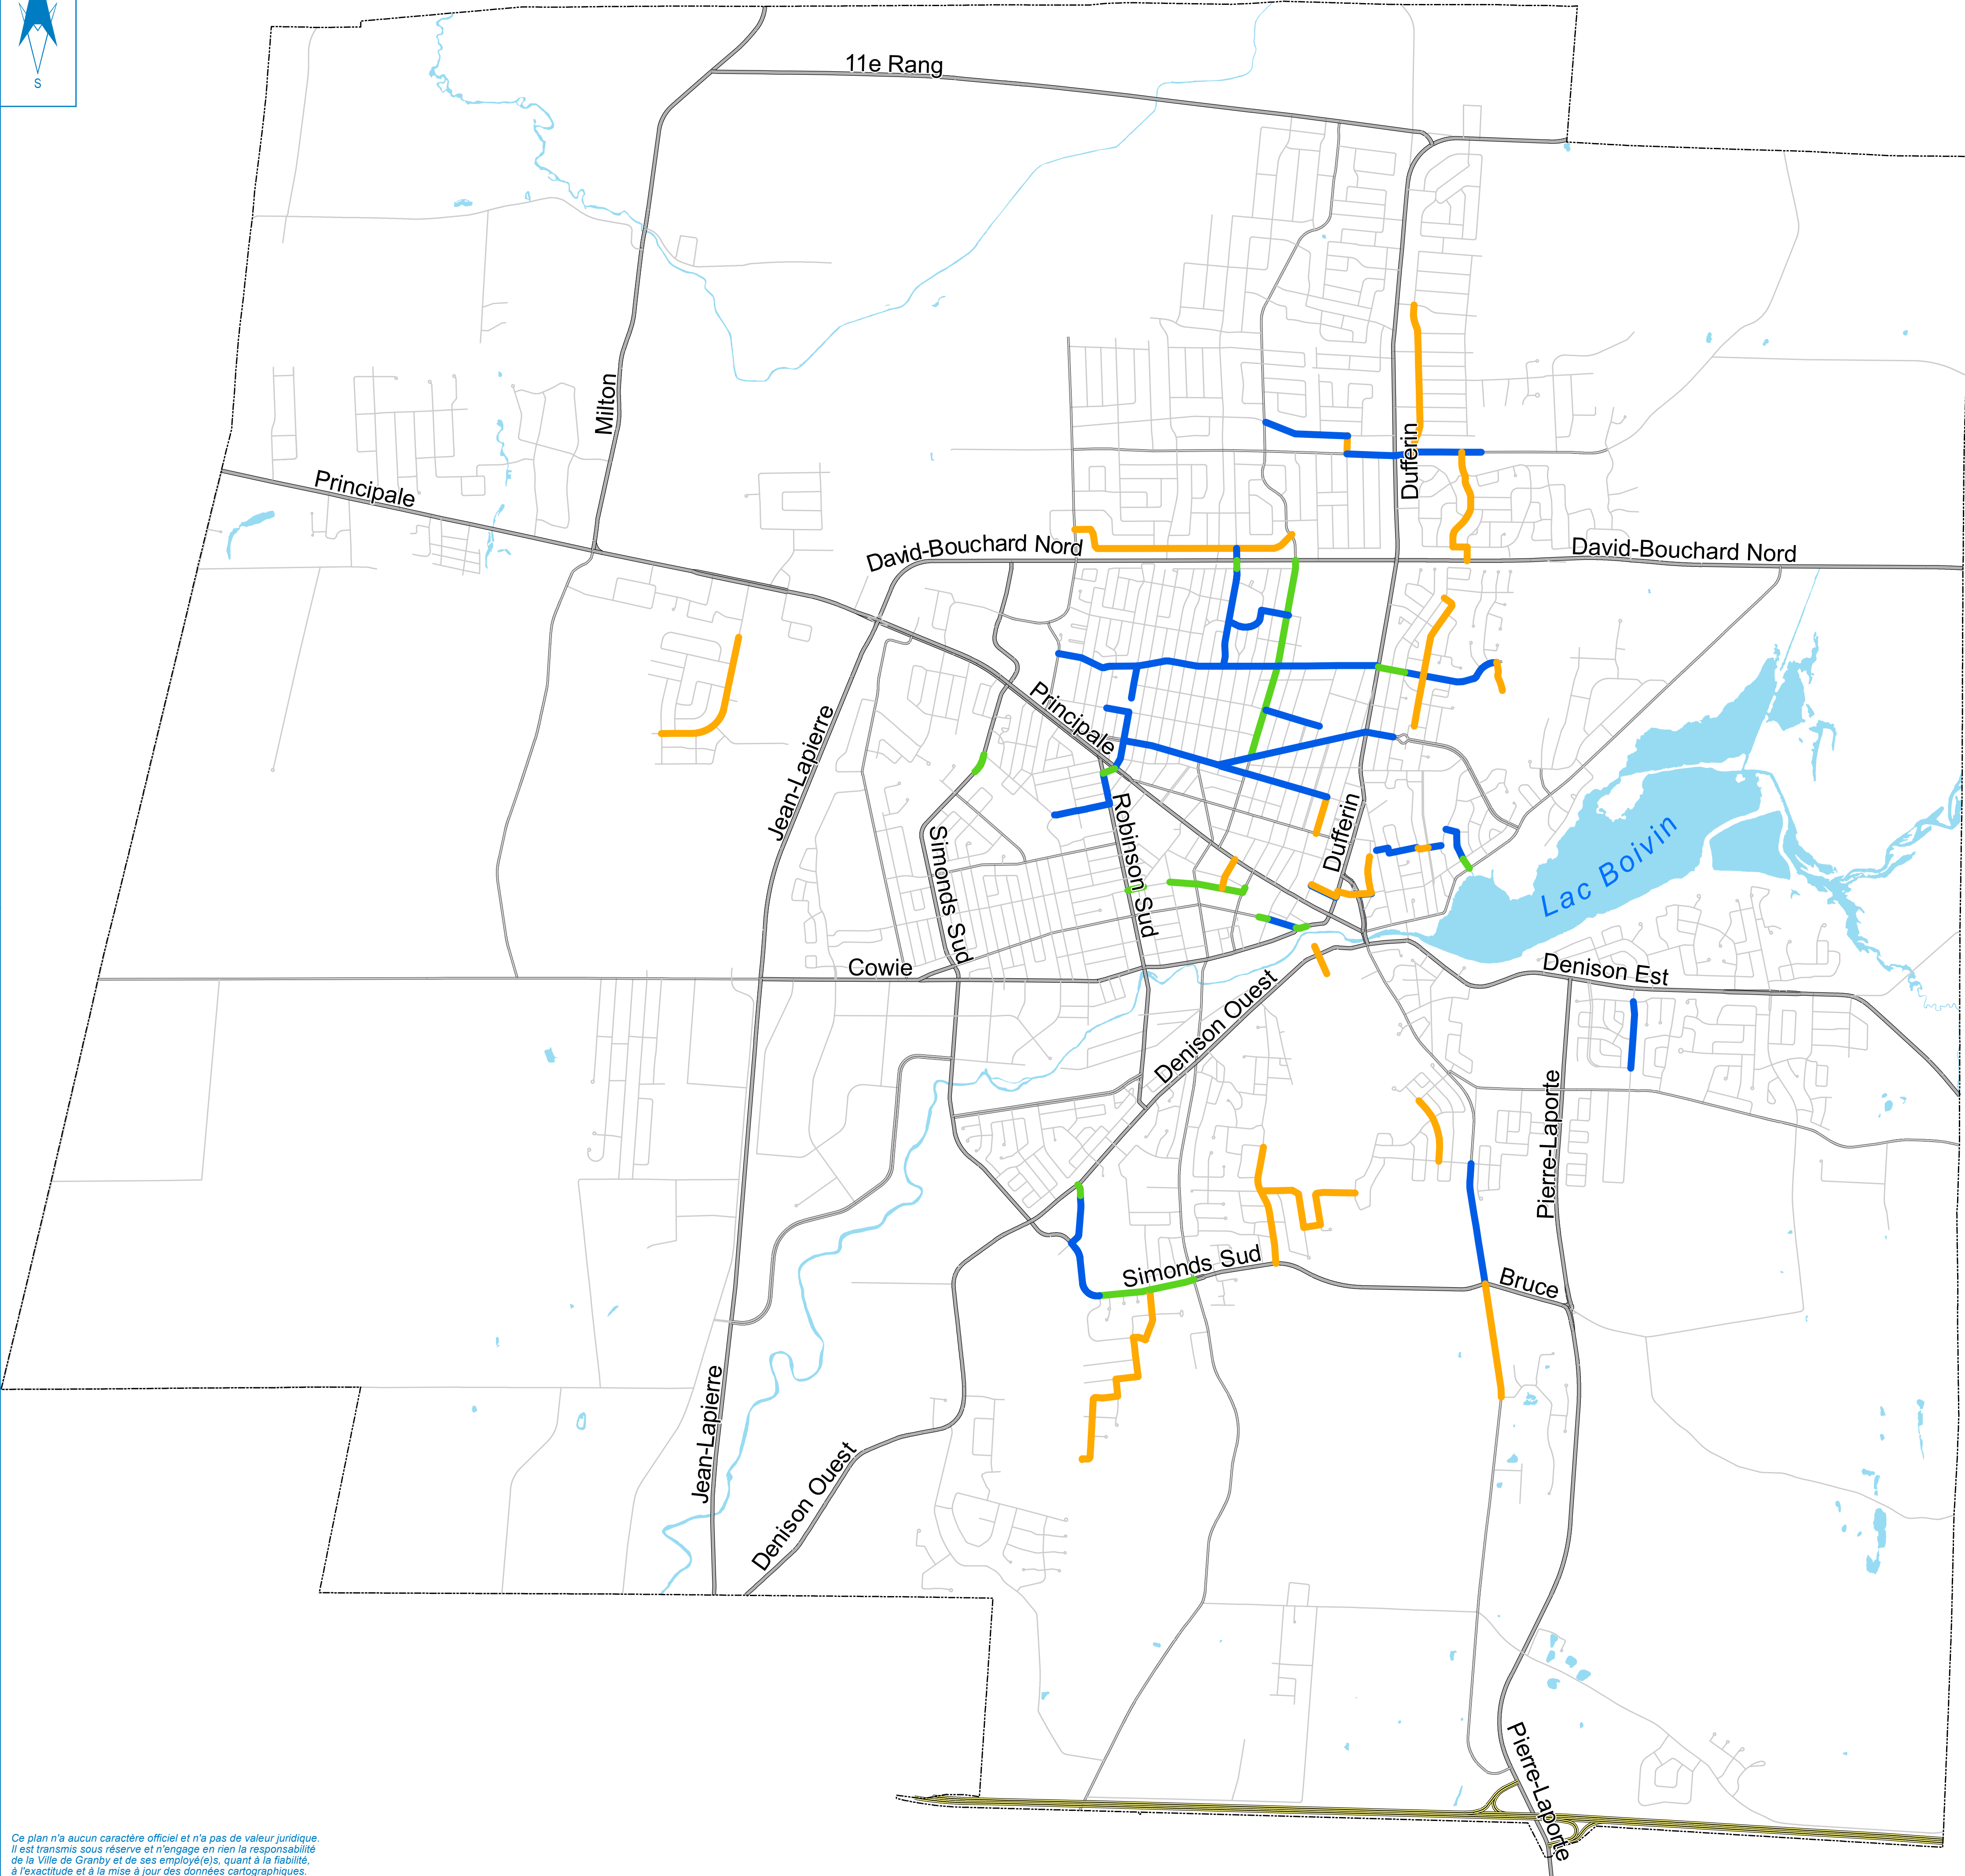 S
11e Rang
Milton
Dufferin
Principale
David-Bouchard Nord
David-Bouchard Nord
Principale
Jean-Lapierre
Robinson Sud
Dufferin
Simonds Sud
Lac Boivin
Cowie
Denison Est
Denison Ouest
Pierre-Laporte
Simonds Sud
Bruce
Jean-Lapierre
Denison Ouest
Pierre-Laporte
Ce plan n'a aucun caractère officiel et n'a pas de valeur juridique.
Il est transmis sous réserve et n'engage en rien la responsabilité
de la Ville de Granby et de ses employé(e)s, quant à la fiabilité,
à l'exactitude et à la mise à jour des données cartographiques.